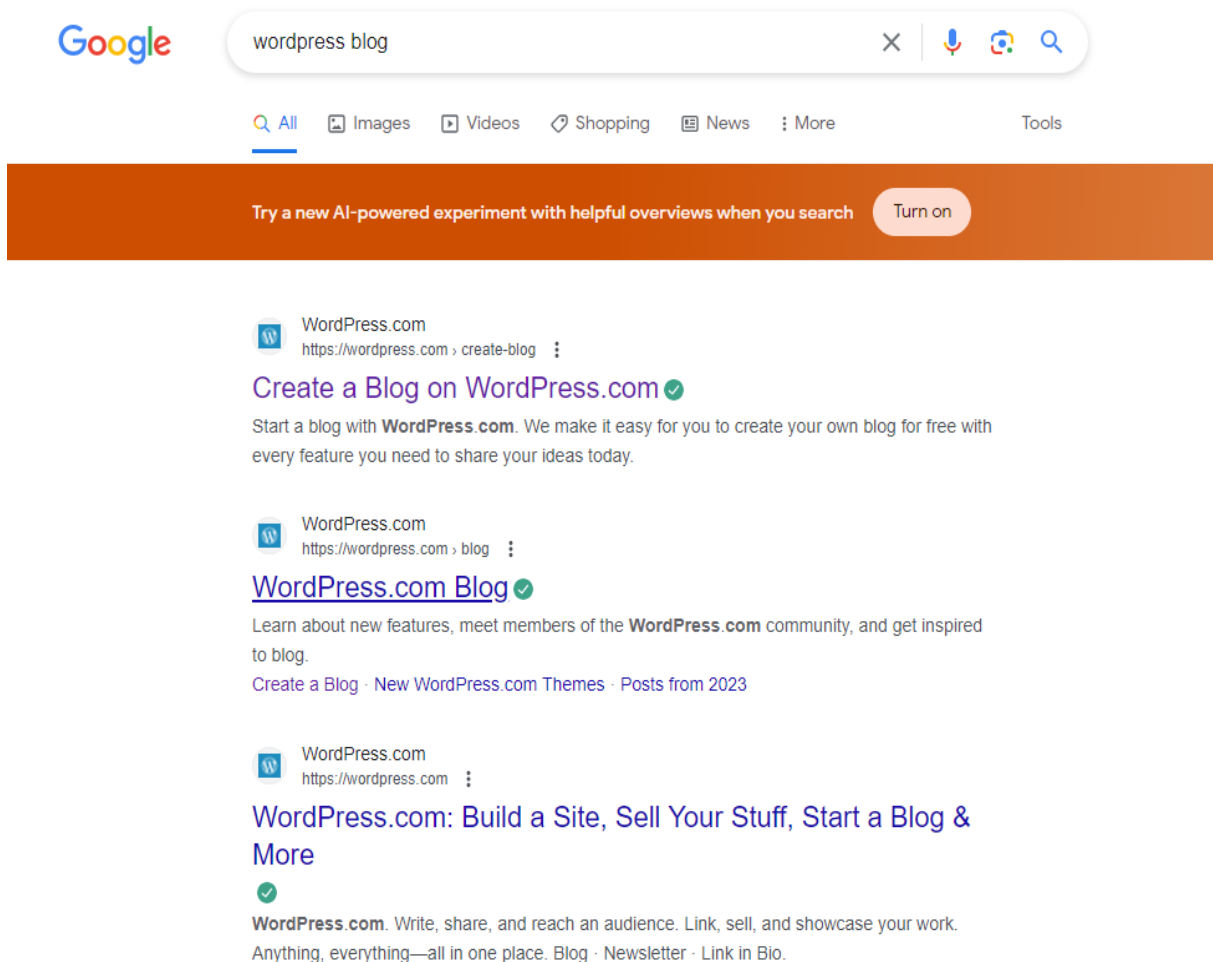 Google
wordpress blog
All Images Videos Shopping News More Tools
Try a new AI-powered experiment with helpful overviews when you search Turn on
WordPress.com
https://wordpress.com › create-blog
Create a Blog on WordPress.com
Start a blog with WordPress.com. We make it easy for you to create your own blog for free with
every feature you need to share your ideas today.
WordPress.com
https://wordpress.com › blog
WordPress.com Blog
Learn about new features, meet members of the WordPress.com community, and get inspired
to blog.
Create a Blog · New WordPress.com Themes · Posts from 2023
WordPress.com
https://wordpress.com
WordPress.com: Build a Site, Sell Your Stuff, Start a Blog &
More
WordPress.com. Write, share, and reach an audience. Link, sell, and showcase your work.
Anything, everything—all in one place. Blog · Newsletter · Link in Bio.